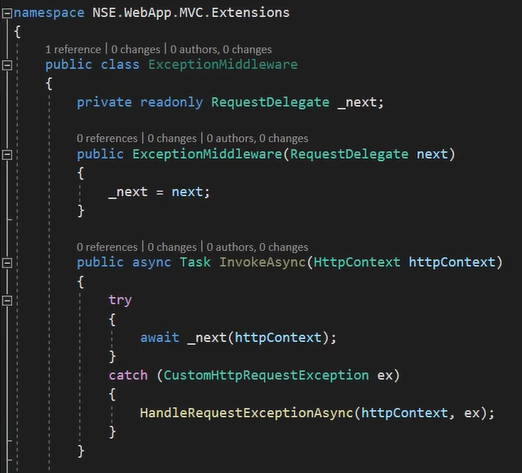 namespace NSE.WebApp.MVC.Extensions
{
1 reference | 0 changes | 0 authors, 0 changes
public class ExceptionMiddleware
{
private readonly RequestDelegate _next;
0 references | 0 changes | 0 authors, 0 changes
public ExceptionMiddleware(RequestDelegate next)
{
_next = next;
}
0 references | 0 changes | 0 authors, 0 changes
public async Task InvokeAsync(HttpContext httpContext)
{
try
{
await _next(httpContext);
}
catch (CustomHttpRequestException ex)
{
HandleRequestExceptionAsync(httpContext, ex);
}
}